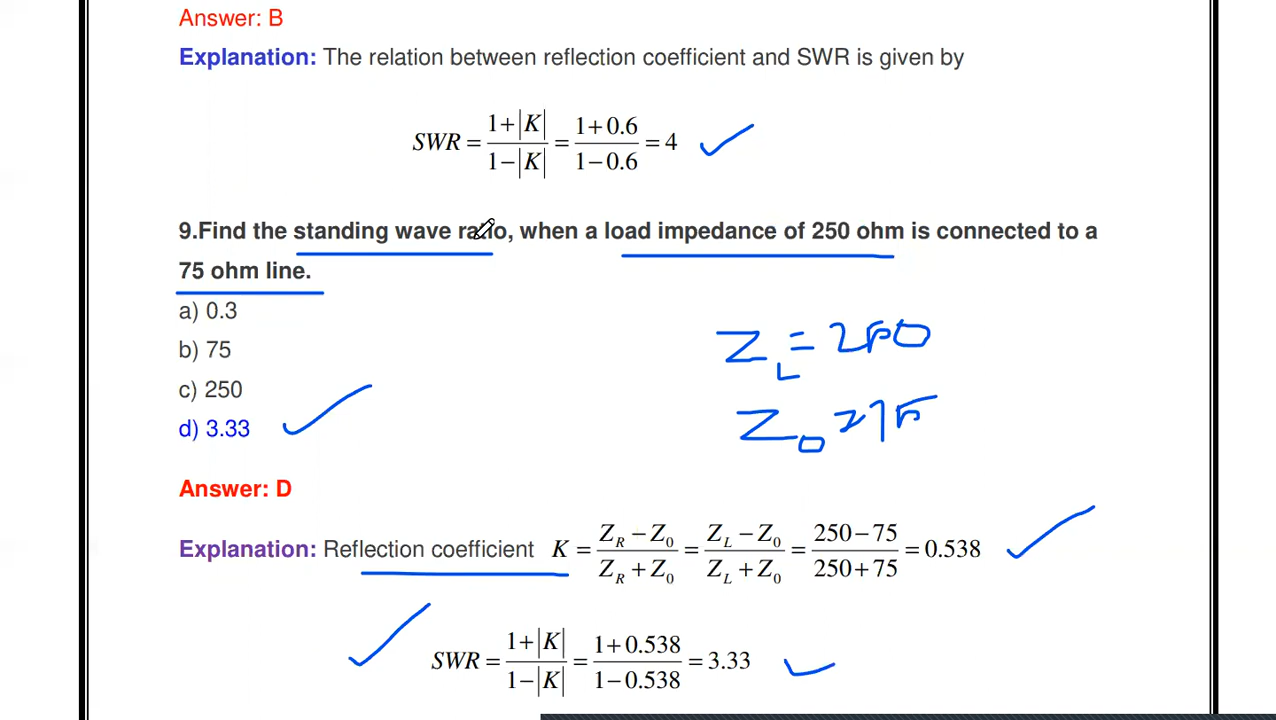 Answer: B
Explanation: The relation between reflection coefficient and SWR is given by
SWR = 1+|K| / 1−|K| = 1+0.6 / 1−0.6 = 4
9.Find the standing wave ratio, when a load impedance of 250 ohm is connected to a
75 ohm line.
a) 0.3
b) 75
c) 250
d) 3.33
Z_L = 250
Z_0 = 75
Answer: D
Explanation: Reflection coefficient K = Z_R − Z_0 / Z_R + Z_0 = Z_L − Z_0 / Z_L + Z_0 = 250−75 / 250+75 = 0.538
SWR = 1+|K| / 1−|K| = 1+0.538 / 1−0.538 = 3.33